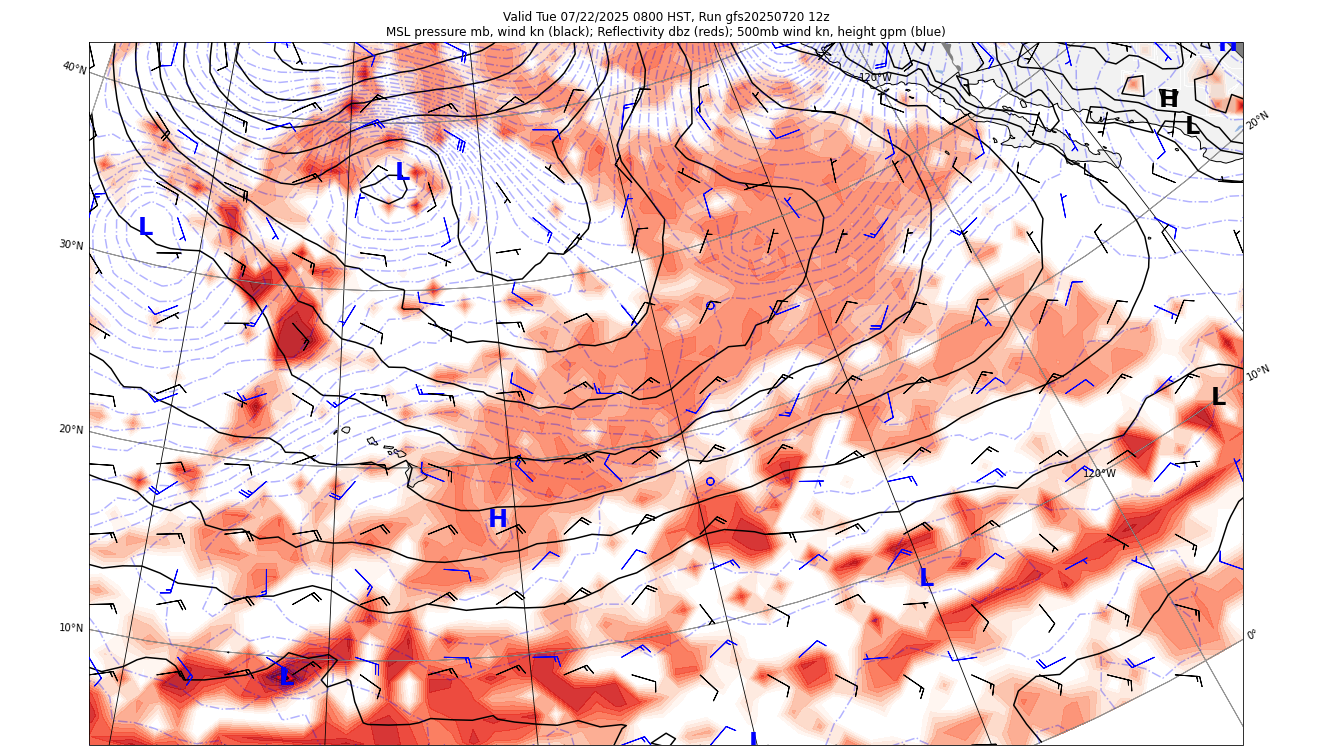 Valid Tue 07/22/2025 0800 HST, Run gfs20250720 12z
MSL pressure mb, wind kn (black); Reflectivity dbz (reds); 500mb wind kn, height gpm (blue)
H
40°N
120°W
H
L
20°N
L
L
30°N
10°N
L
20°N
120°W
H
L
10°N
0°
L
L